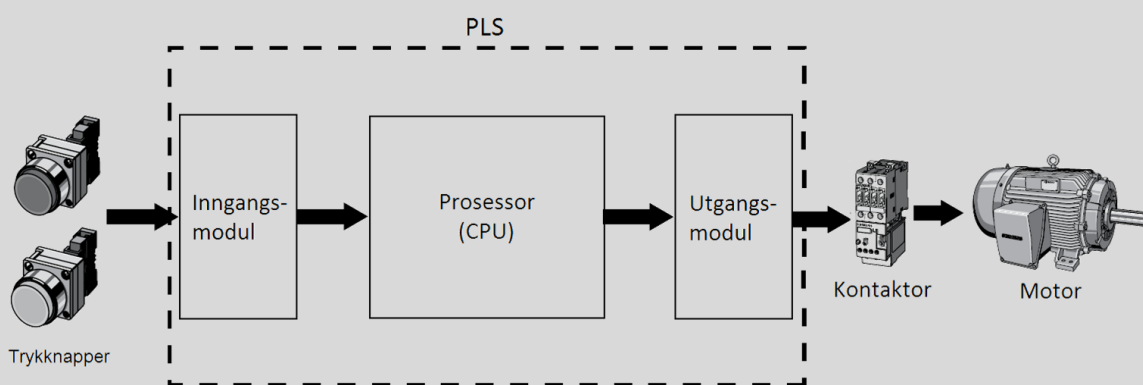 PLS
Inngangs-
modul
Prosessor
(CPU)
Utgangs-
modul
Kontaktor
Motor
Trykknapper